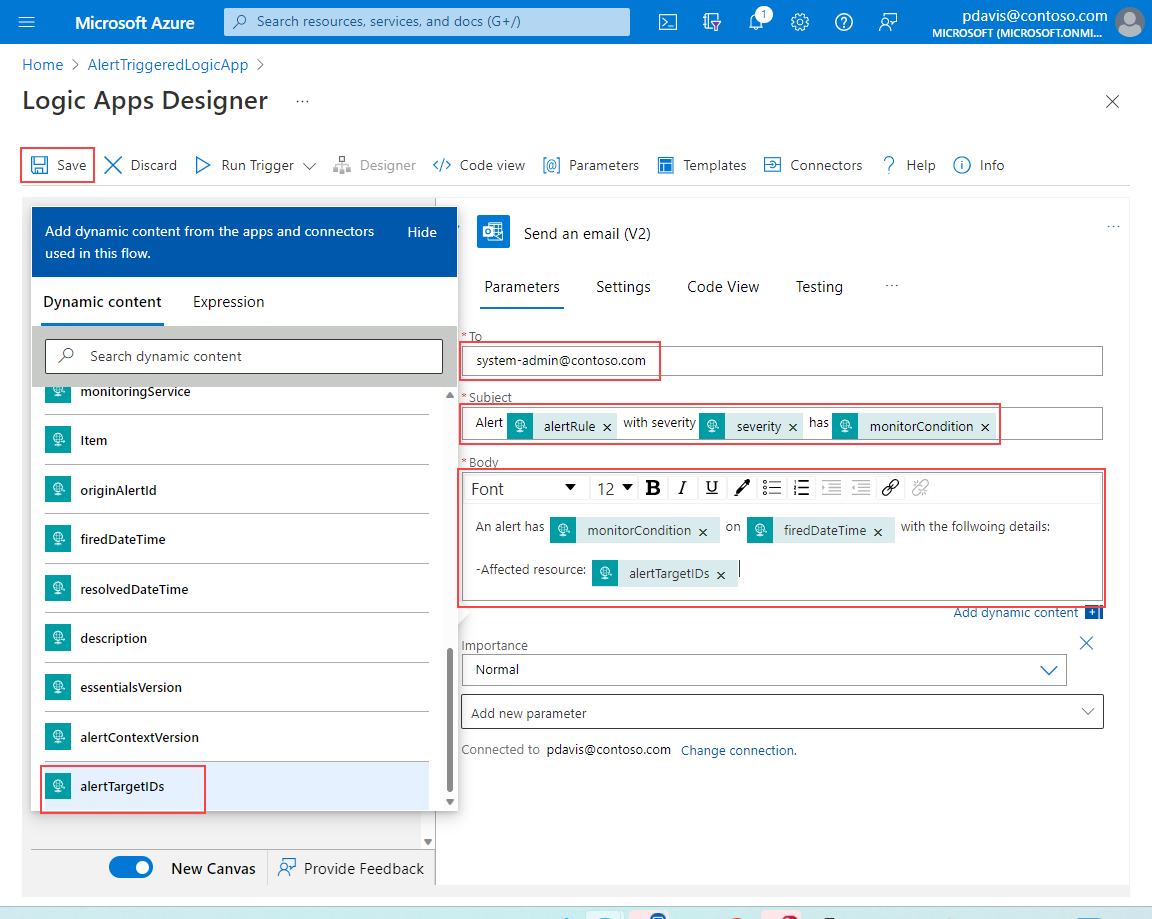 Microsoft Azure
Search resources, services, and docs (G+/)
1
pdavis@contoso.com
MICROSOFT (MICROSOFT.ONMI...
Home > AlertTriggeredLogicApp >
Logic Apps Designer ...
Save
Discard
Run Trigger
Designer
Code view
Parameters
Templates
Connectors
Help
Info
Add dynamic content from the apps and connectors
used in this flow.
Hide
Dynamic content
Expression
Search dynamic content
monitoringService
Item
originAlertId
firedDateTime
resolvedDateTime
description
essentialsVersion
alertContextVersion
alertTargetIDs
New Canvas
Provide Feedback
Send an email (V2)
...
Parameters
Settings
Code View
Testing
...
* To
system-admin@contoso.com
* Subject
Alert alertRule × with severity severity × has monitorCondition ×
* Body
Font 12 B I U
An alert has monitorCondition × on firedDateTime × with the follwoing details:
-Affected resource: alertTargetIDs ×
Add dynamic content
Importance
Normal
Add new parameter
Connected to pdavis@contoso.com Change connection.